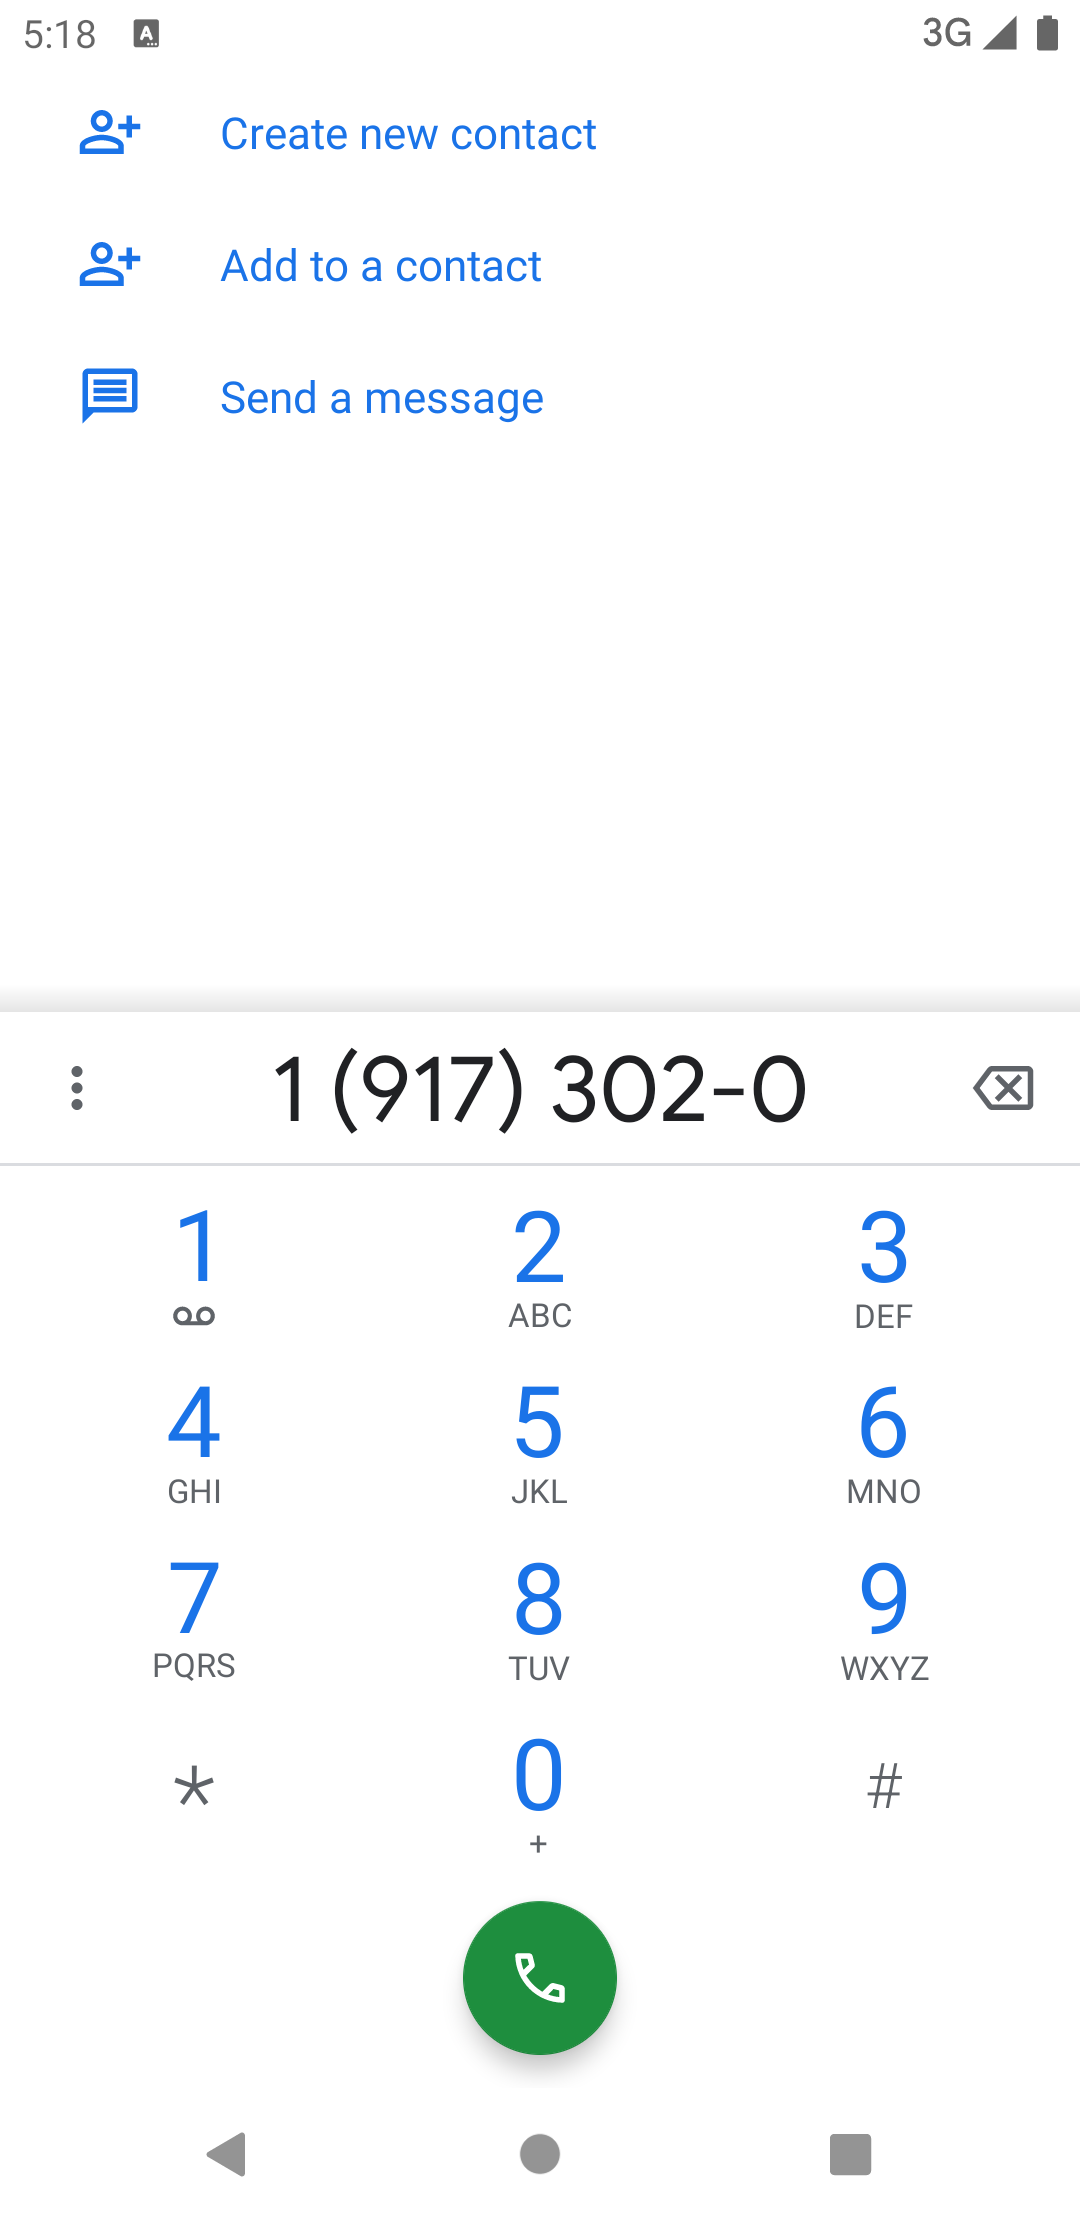 5:18 A 3G
Create new contact
Add to a contact
Send a message
1 (917) 302-0
1 2 3
ABC DEF
4 5 6
GHI JKL MNO
7 8 9
PQRS TUV WXYZ
* 0 #
+